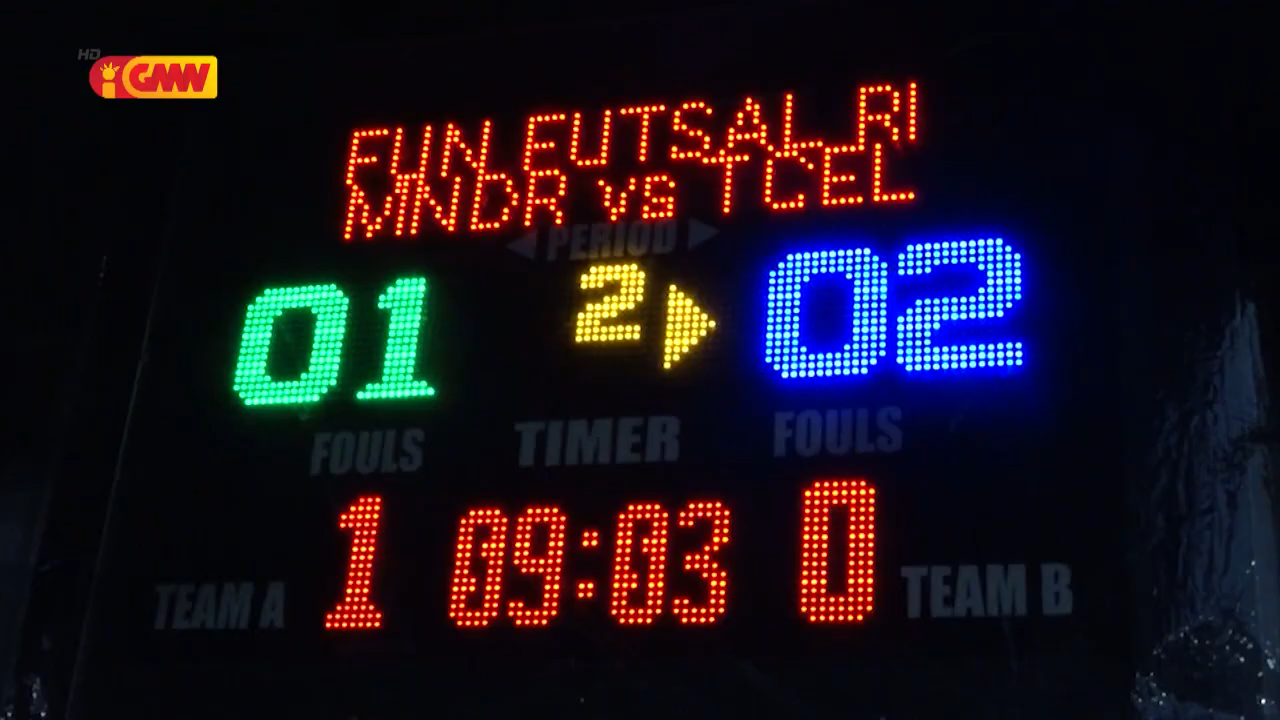 HD
GMW
FUN FUTSAL RI
MNDR VS TCEL
PERIOD
01 2 02
FOULS TIMER FOULS
1 09:03 0
TEAM A TEAM B